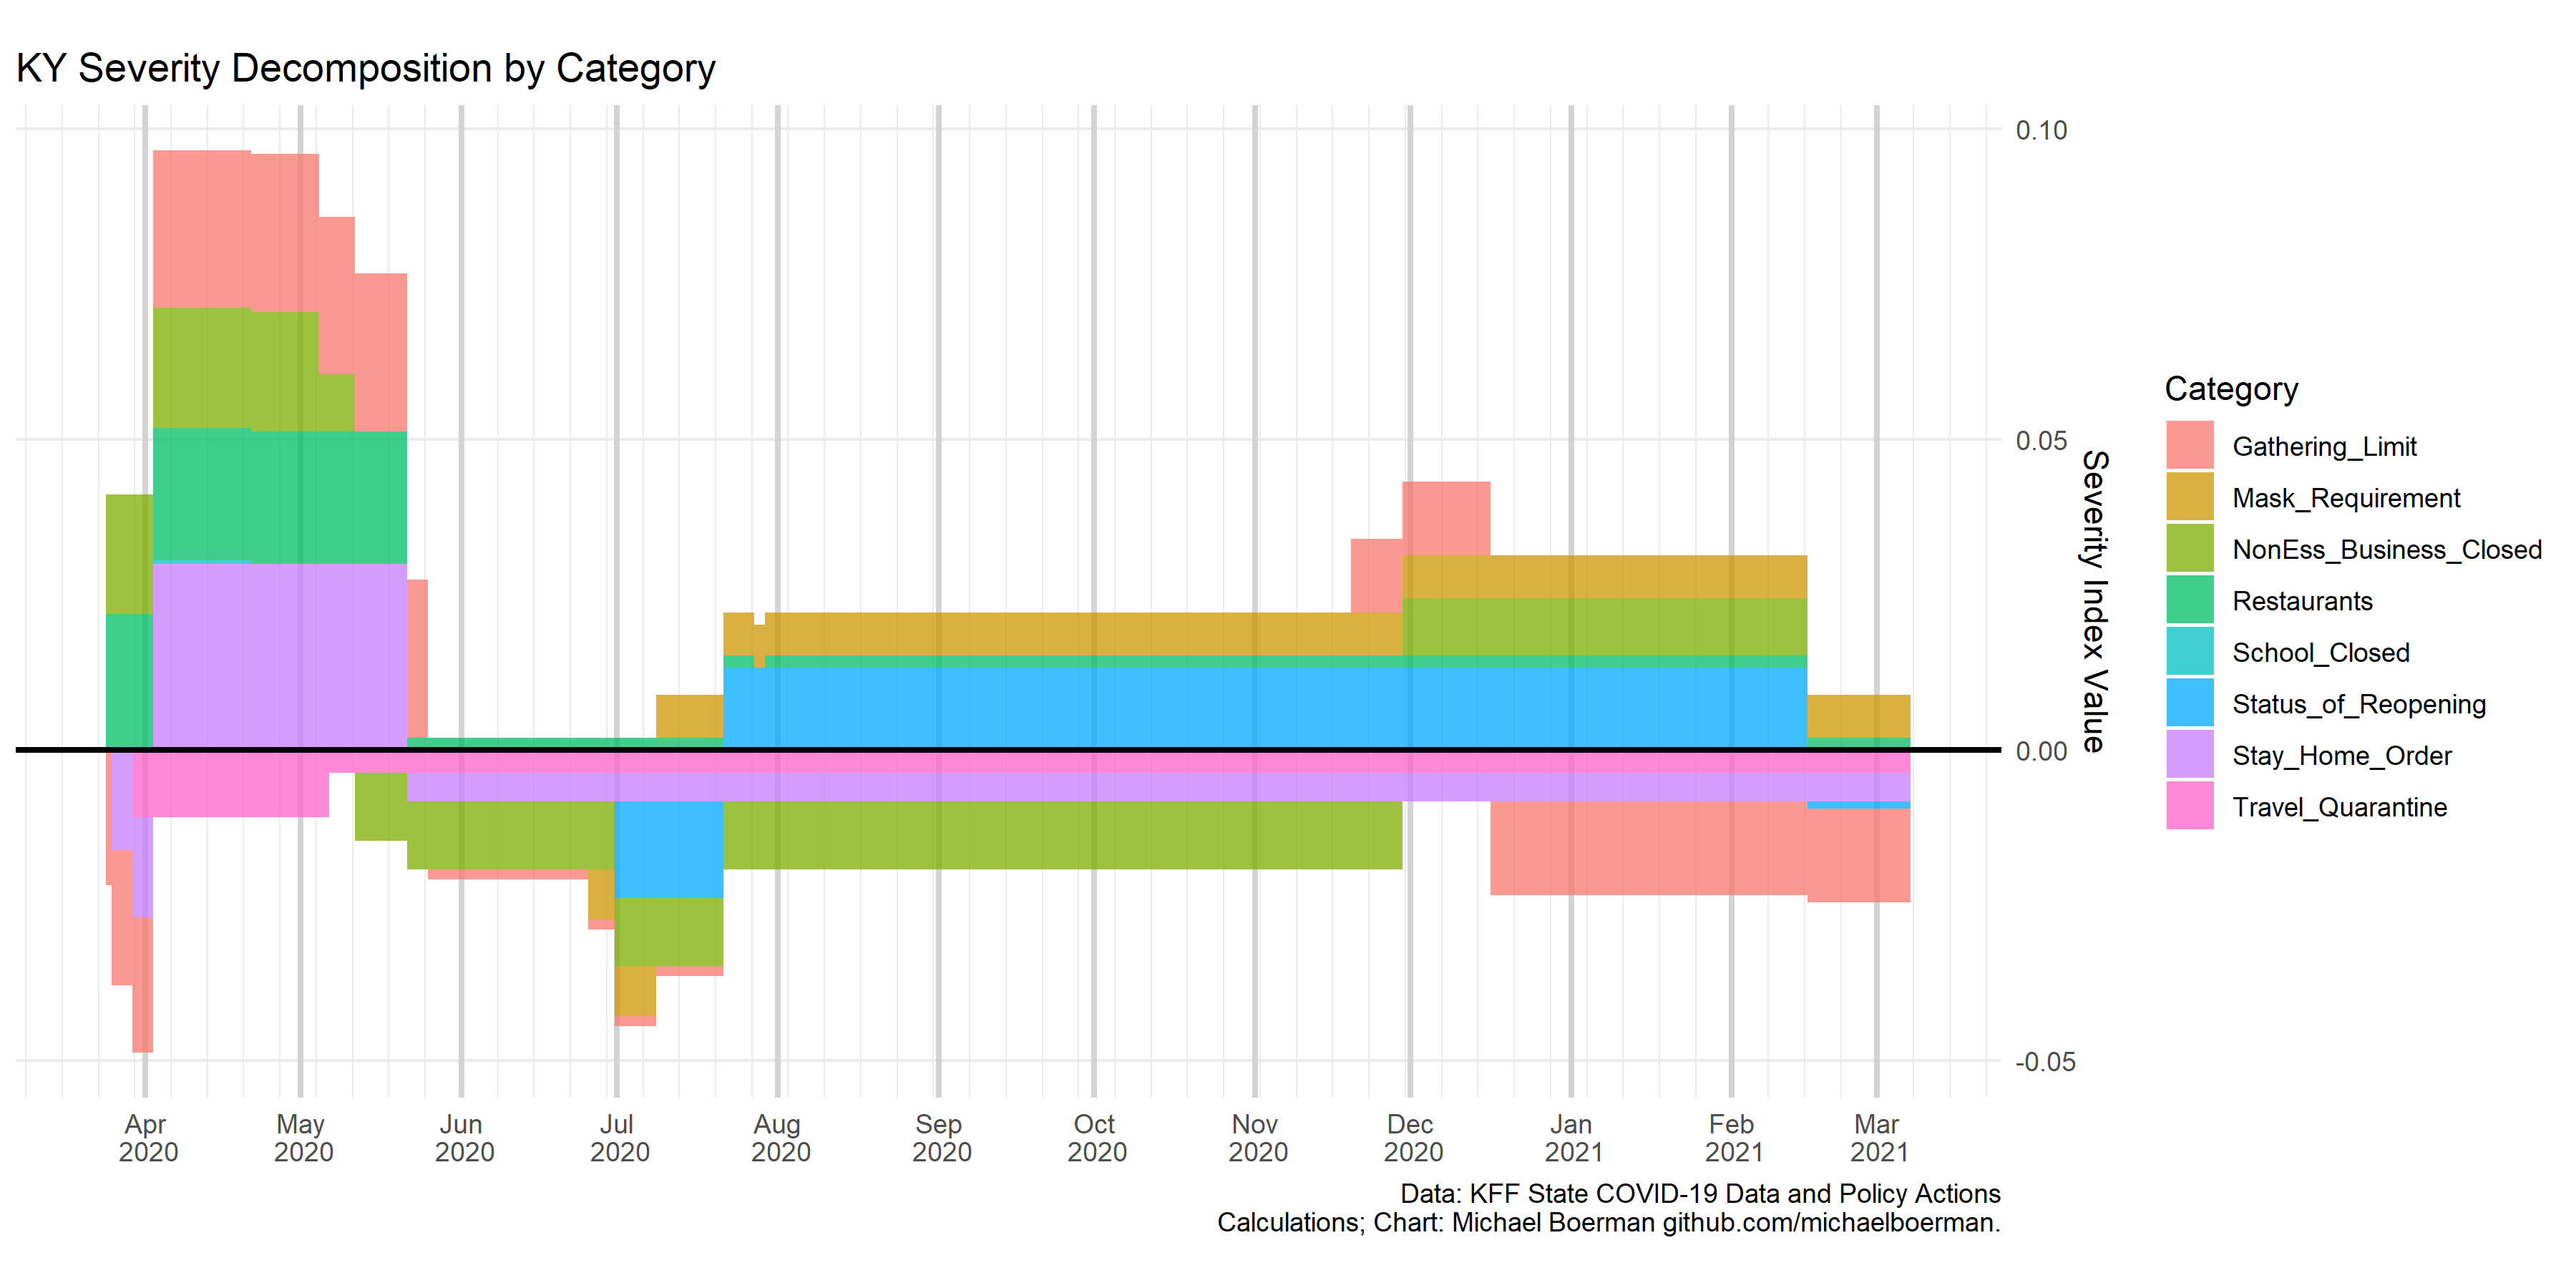 KY Severity Decomposition by Category
0.10
0.05
0.00
-0.05
Severity Index Value
Apr
2020
May
2020
Jun
2020
Jul
2020
Aug
2020
Sep
2020
Oct
2020
Nov
2020
Dec
2020
Jan
2021
Feb
2021
Mar
2021
Category
Gathering_Limit
Mask_Requirement
NonEss_Business_Closed
Restaurants
School_Closed
Status_of_Reopening
Stay_Home_Order
Travel_Quarantine
Data: KFF State COVID-19 Data and Policy Actions
Calculations; Chart: Michael Boerman github.com/michaelboerman.